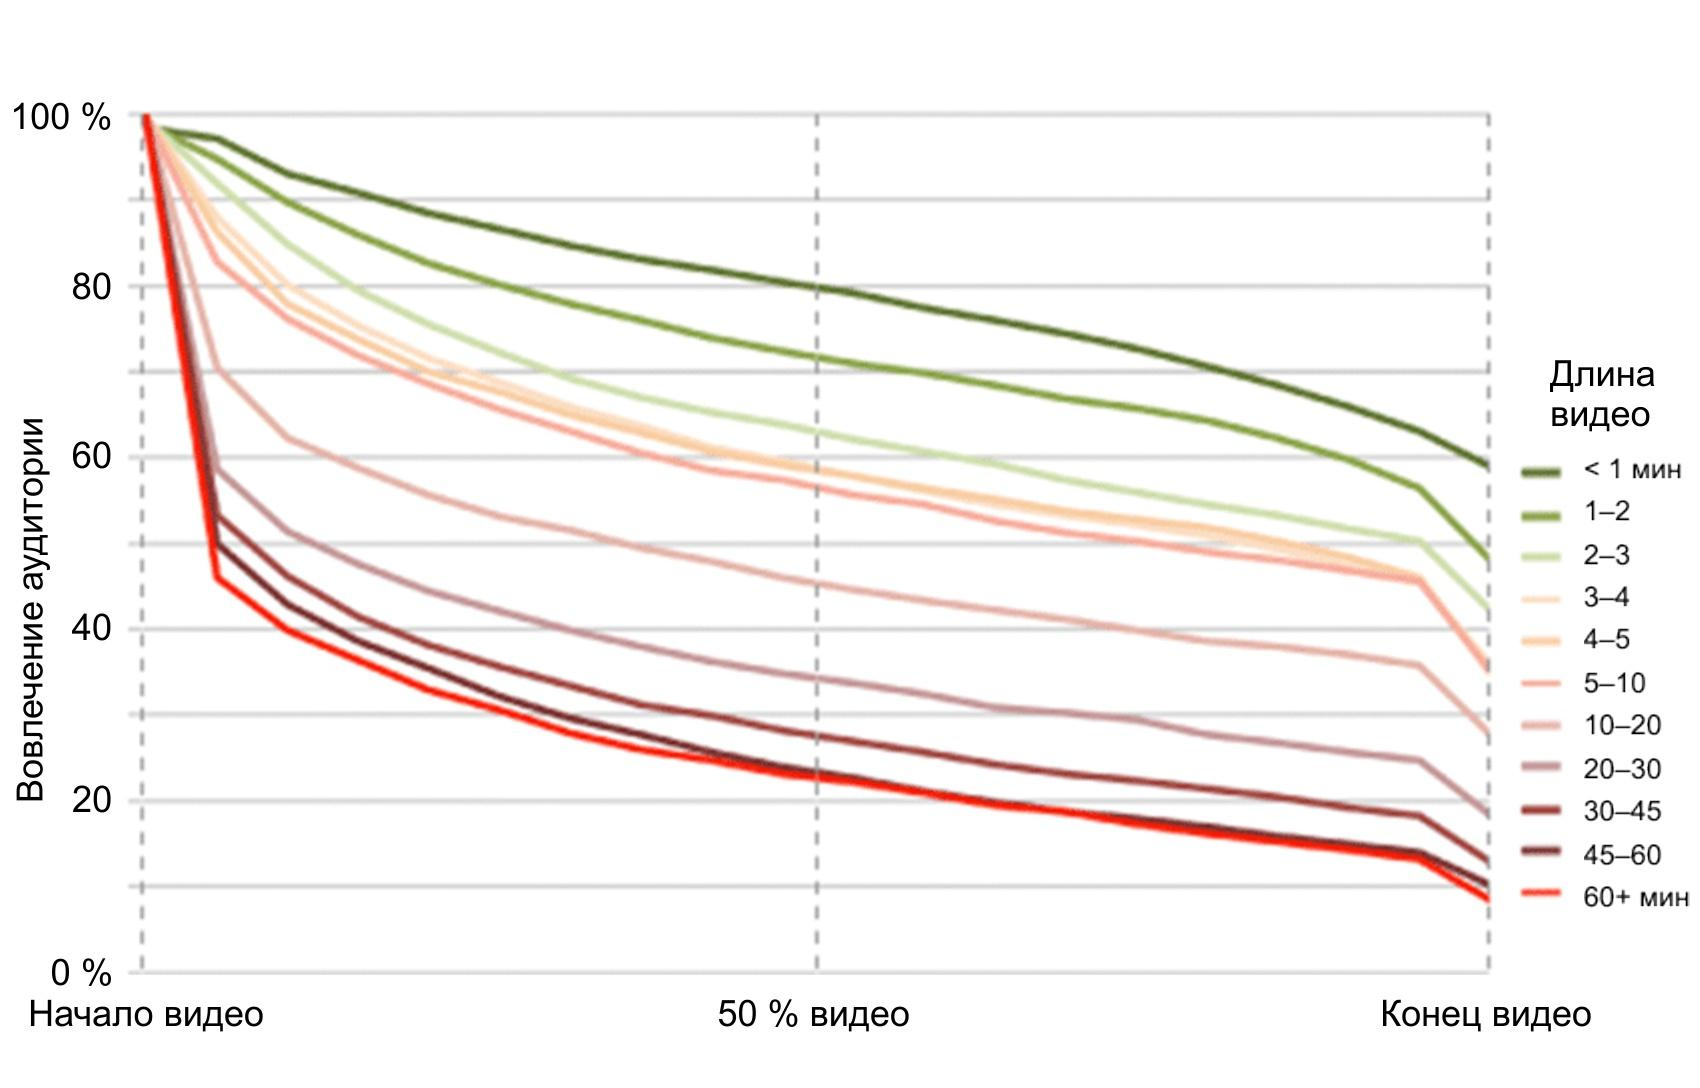 100 %
80
60
40
20
0 %
Вовлечение аудитории
Начало видео
50 % видео
Конец видео
Длина
видео
< 1 мин
1–2
2–3
3–4
4–5
5–10
10–20
20–30
30–45
45–60
60+ мин